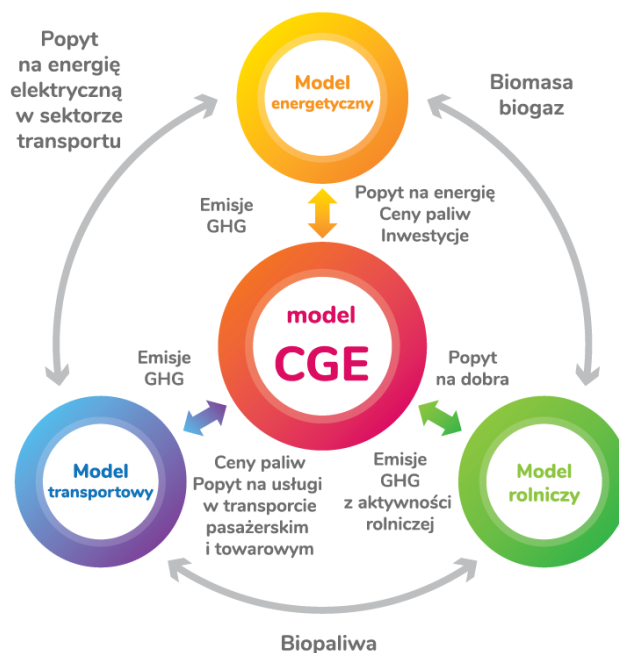 Popyt
na energię
elektryczną
w sektorze
transportu
Model
energetyczny
Biomasa
biogaz
Emisje
GHG
Popyt na energię
Ceny paliw
Inwestycje
model
CGE
Emisje
GHG
Popyt
na dobra
Model
transportowy
Ceny paliw
Popyt na usługi
w transporcie
pasażerskim
i towarowym
Emisje
GHG
z aktywności
rolniczej
Model
rolniczy
Biopaliwa